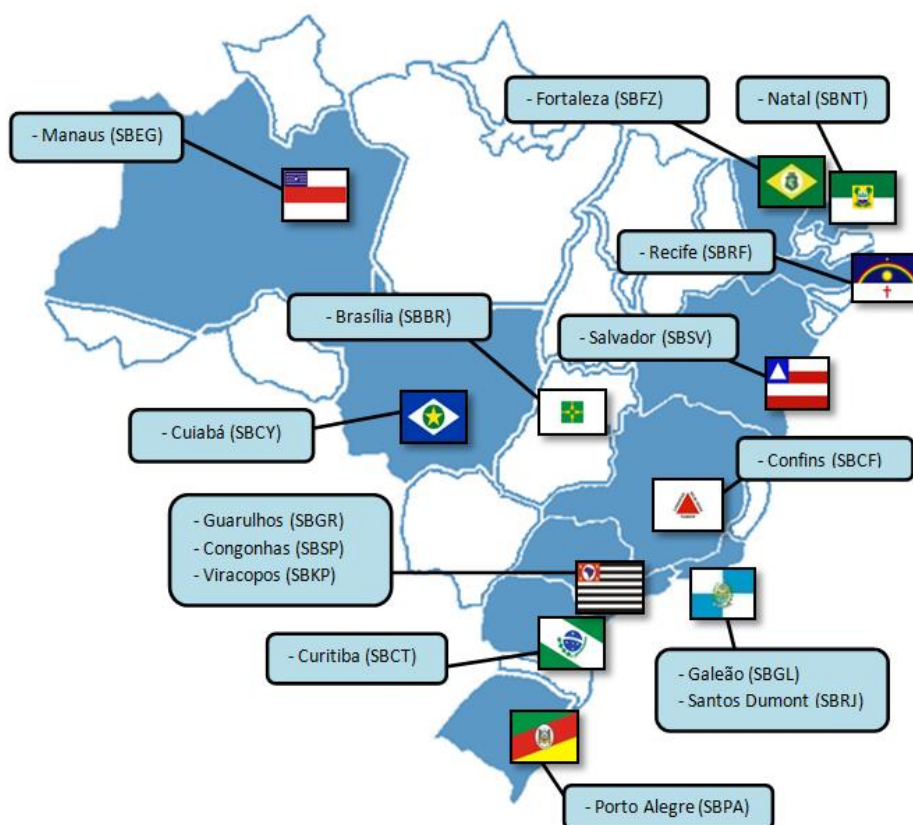 - Fortaleza (SBFZ)
- Natal (SBNT)
- Manaus (SBEG)
- Recife (SBRF)
- Brasília (SBBR)
- Salvador (SBSV)
- Cuiabá (SBCY)
- Confins (SBCF)
- Guarulhos (SBGR)
- Congonhas (SBSP)
- Viracopos (SBKP)
- Curitiba (SBCT)
- Galeão (SBGL)
- Santos Dumont (SBRJ)
- Porto Alegre (SBPA)